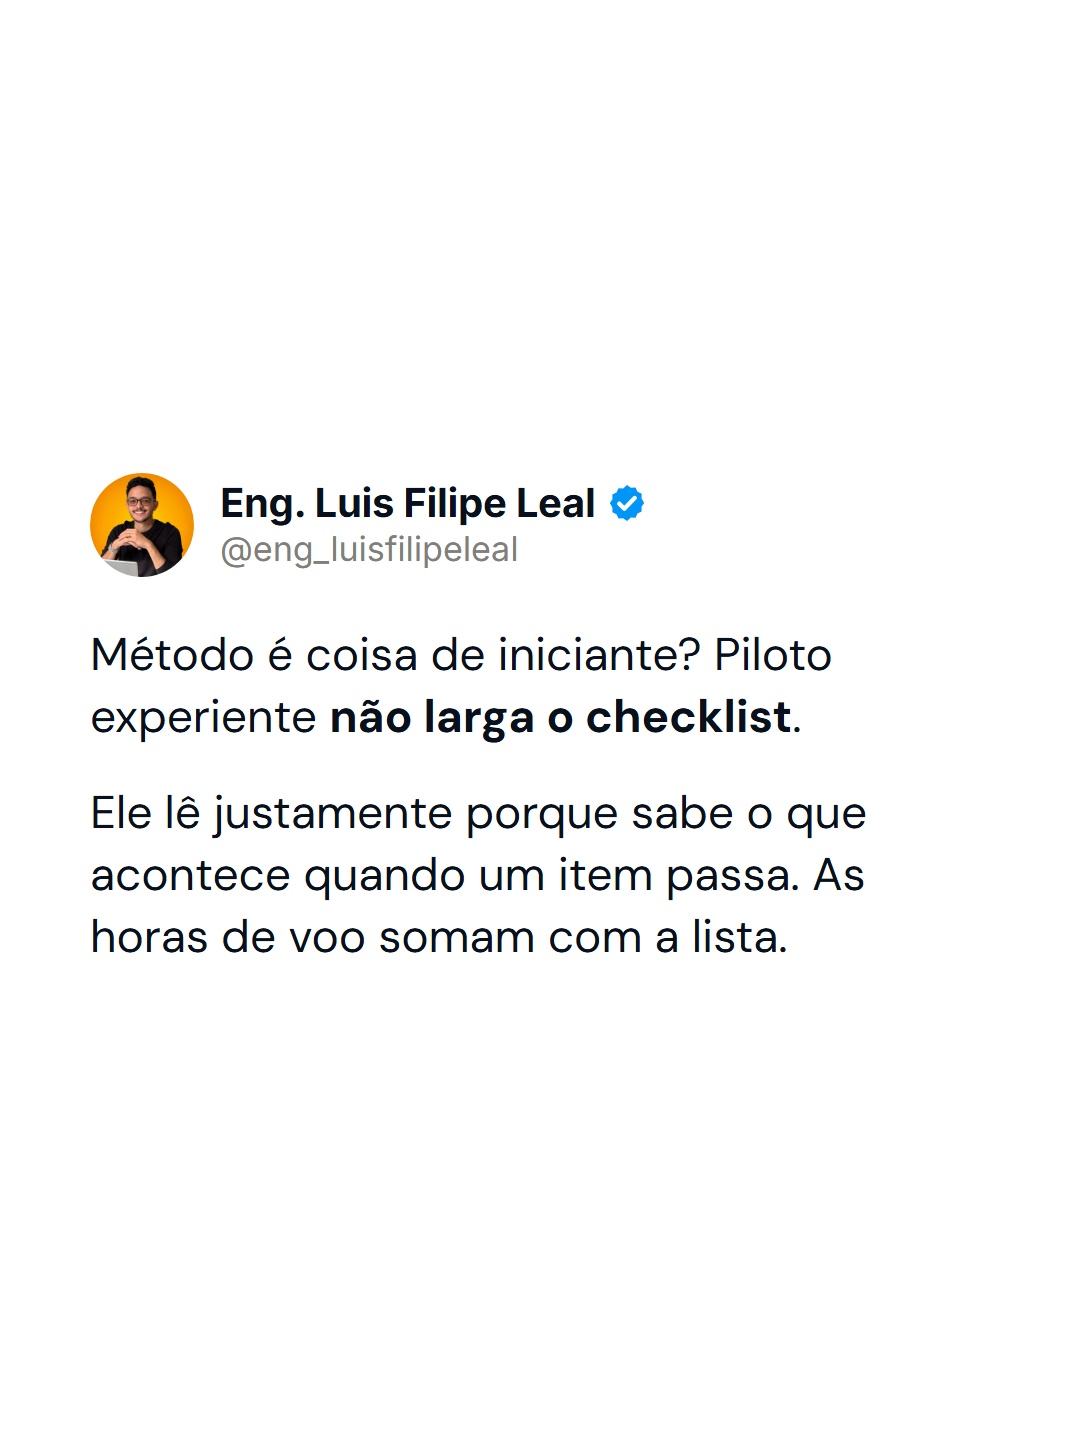 Eng. Luis Filipe Leal
@eng_luisfilipeleal
Método é coisa de iniciante? Piloto
experiente não larga o checklist.
Ele lê justamente porque sabe o que
acontece quando um item passa. As
horas de voo somam com a lista.